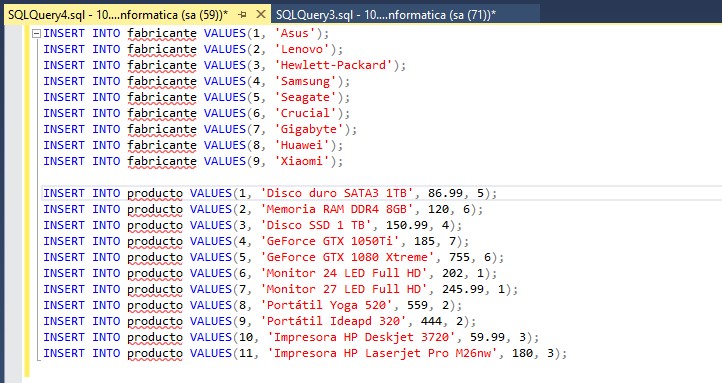 SQLQuery4.sql - 10....nformatica (sa (59))* SQLQuery3.sql - 10....nformatica (sa (71))*
INSERT INTO fabricante VALUES(1, 'Asus');
INSERT INTO fabricante VALUES(2, 'Lenovo');
INSERT INTO fabricante VALUES(3, 'Hewlett-Packard');
INSERT INTO fabricante VALUES(4, 'Samsung');
INSERT INTO fabricante VALUES(5, 'Seagate');
INSERT INTO fabricante VALUES(6, 'Crucial');
INSERT INTO fabricante VALUES(7, 'Gigabyte');
INSERT INTO fabricante VALUES(8, 'Huawei');
INSERT INTO fabricante VALUES(9, 'Xiaomi');
INSERT INTO producto VALUES(1, 'Disco duro SATA3 1TB', 86.99, 5);
INSERT INTO producto VALUES(2, 'Memoria RAM DDR4 8GB', 120, 6);
INSERT INTO producto VALUES(3, 'Disco SSD 1 TB', 150.99, 4);
INSERT INTO producto VALUES(4, 'GeForce GTX 1050Ti', 185, 7);
INSERT INTO producto VALUES(5, 'GeForce GTX 1080 Xtreme', 755, 6);
INSERT INTO producto VALUES(6, 'Monitor 24 LED Full HD', 202, 1);
INSERT INTO producto VALUES(7, 'Monitor 27 LED Full HD', 245.99, 1);
INSERT INTO producto VALUES(8, 'Portátil Yoga 520', 559, 2);
INSERT INTO producto VALUES(9, 'Portátil Ideapd 320', 444, 2);
INSERT INTO producto VALUES(10, 'Impresora HP Deskjet 3720', 59.99, 3);
INSERT INTO producto VALUES(11, 'Impresora HP Laserjet Pro M26nw', 180, 3);